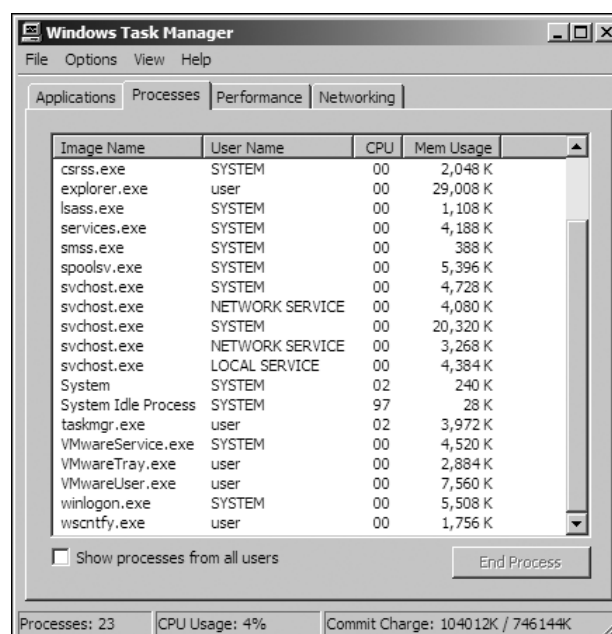 Windows Task Manager
File Options View Help
Applications Processes Performance Networking
Image Name User Name CPU Mem Usage
csrss.exe SYSTEM 00 2,048 K
explorer.exe user 00 29,008 K
lsass.exe SYSTEM 00 1,108 K
services.exe SYSTEM 00 4,188 K
smss.exe SYSTEM 00 388 K
spoolsv.exe SYSTEM 00 5,396 K
svchost.exe SYSTEM 00 4,728 K
svchost.exe NETWORK SERVICE 00 4,080 K
svchost.exe SYSTEM 00 20,320 K
svchost.exe NETWORK SERVICE 00 3,268 K
svchost.exe LOCAL SERVICE 00 4,384 K
System SYSTEM 02 240 K
System Idle Process SYSTEM 97 28 K
taskmgr.exe user 02 3,972 K
VMwareService.exe SYSTEM 00 4,520 K
VMwareTray.exe user 00 2,884 K
VMwareUser.exe user 00 7,560 K
winlogon.exe SYSTEM 00 5,508 K
wscntfy.exe user 00 1,756 K
Show processes from all users End Process
Processes: 23 CPU Usage: 4% Commit Charge: 104012K / 746144K